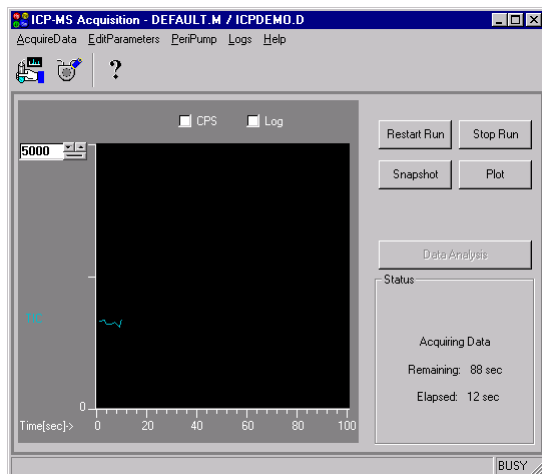 ICP-MS Acquisition - DEFAULT.M / ICPDEMO.D
AcquireData EditParameters PeriPump Logs Help
?
CPS Log
5000
Restart Run Stop Run
Snapshot Plot
Data Analysis
Status
Acquiring Data
Remaining: 88 sec
Elapsed: 12 sec
0
Time[sec]-> 0 20 40 60 80 100
BUSY